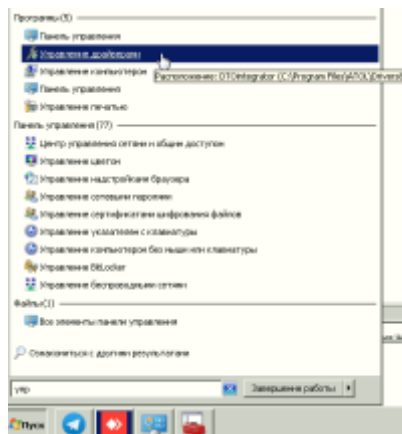 Программы (5)
Панель управления
Управление драйверами
Управление компьютером
Расположение: DTOintegrator (C:\Program Files\ATOL\Drivers
Панель управления
Управление печатью
Панель управления (77)
Центр управления сетями и общим доступом
Управление цветом
Управление надстройками браузера
Управление сетевыми паролями
Управление сертификатами шифрования файлов
Управление указателем с клавиатуры
Управление компьютером без мыши или клавиатуры
Управление BitLocker
Управление беспроводными сетями
Файлы (1)
Все элементы панели управления
Ознакомиться с другими результатами
упр
Завершение работы
Пуск